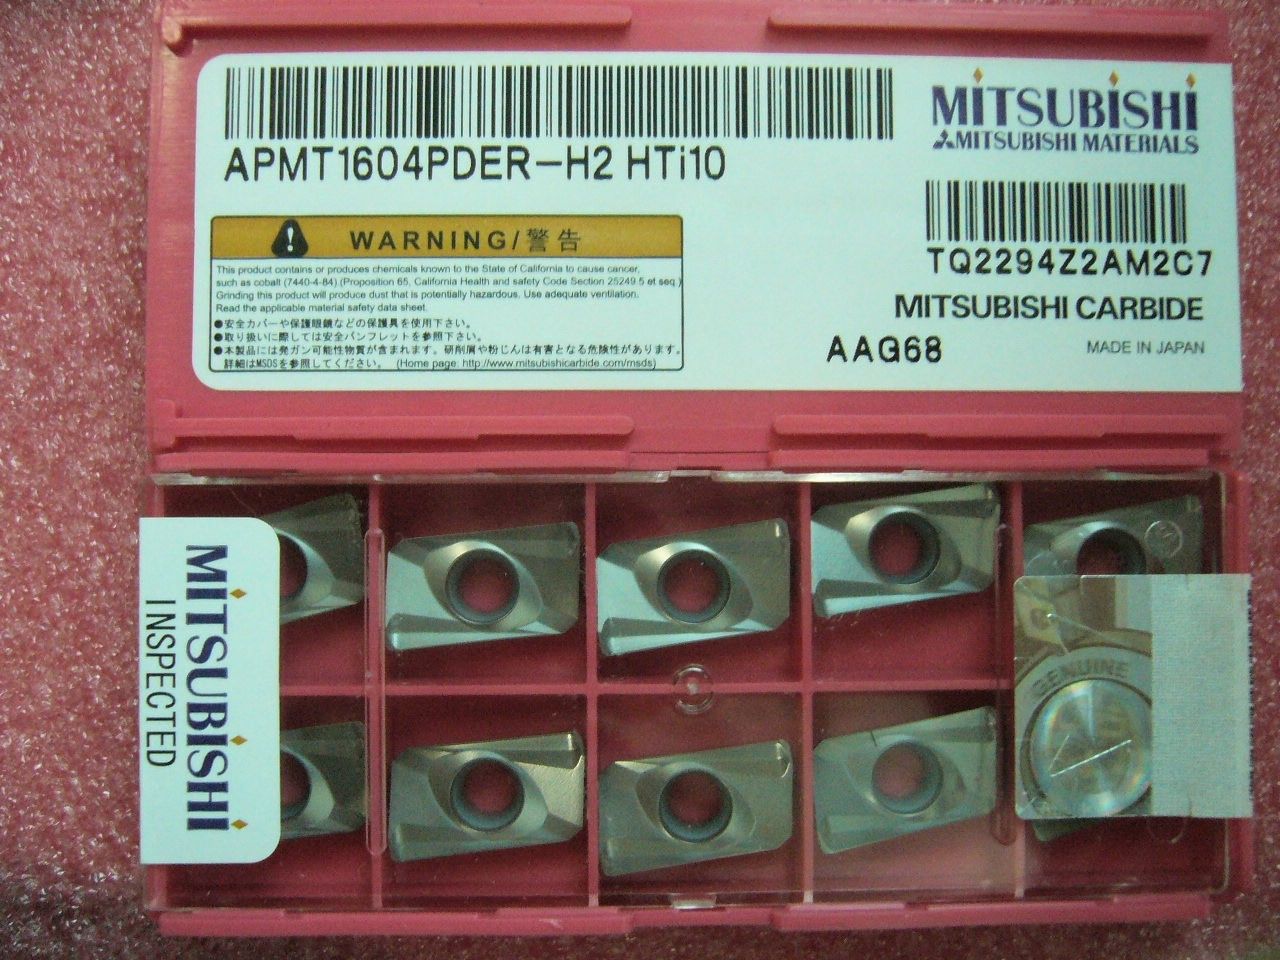 APMT1604PDER-H2 HTi10
MITSUBISHI
MITSUBISHI MATERIALS
TQ2294Z2AM2C7
MITSUBISHI CARBIDE
AAG68
MADE IN JAPAN
WARNING/警告
This product contains or produces chemicals known to the State of California to cause cancer,
such as cobalt (7440-4-84).(Proposition 65, California Health and safety Code Section 25249.5 et seq.)
Grinding this product will produce dust that is potentially hazardous. Use adequate ventilation.
Read the applicable material safety data sheet.
●安全カバーや保護眼鏡などの保護具を使用下さい。
●取り扱いに際しては安全パンフレットを参照下さい。
●本製品には発ガン可能性物質が含まれます。研削屑や粉じんは有害となる危険性があります。
詳細はMSDSを参照してください。 (Home page: http://www.mitsubishicarbide.com/msds)
MITSUBISHI
INSPECTED
GENUINE